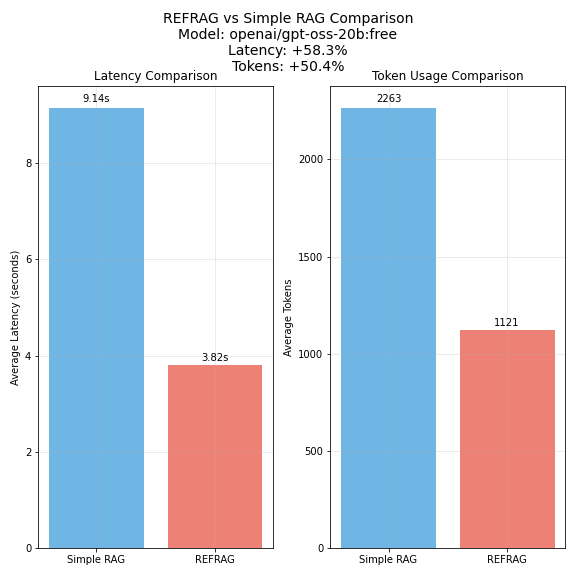 REFRAG vs Simple RAG Comparison
Model: openai/gpt-oss-20b:free
Latency: +58.3%
Tokens: +50.4%
Latency Comparison
9.14s
3.82s
8
6
4
2
0
Average Latency (seconds)
Simple RAG
REFRAG
Token Usage Comparison
2263
1121
2000
1500
1000
500
0
Average Tokens
Simple RAG
REFRAG